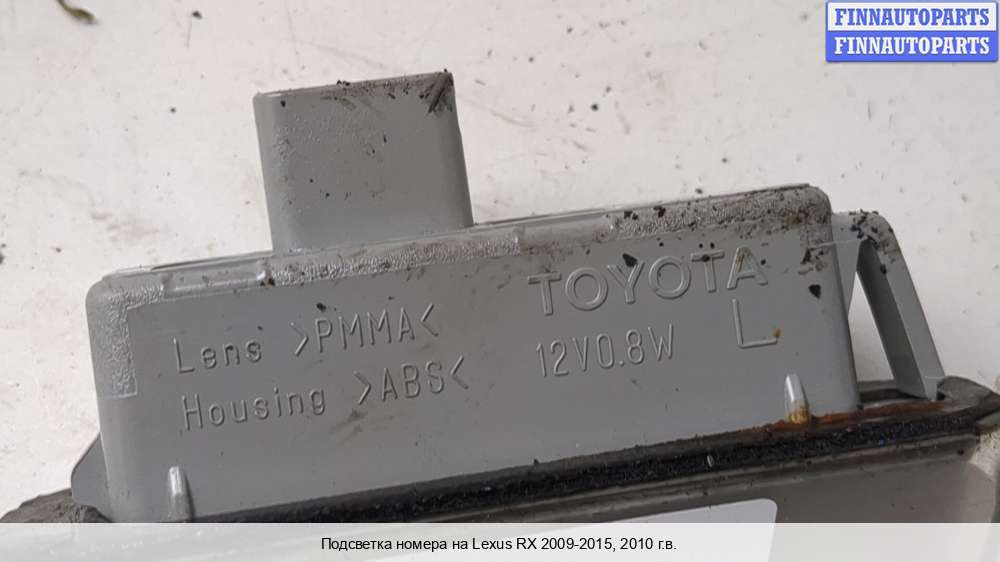 FINNAUTOPARTS
FINNAUTOPARTS
TOYOTA
Lens >PMMA<
12V0.8W
L
Housing >ABS<
Подсветка номера на Lexus RX 2009-2015, 2010 г.в.